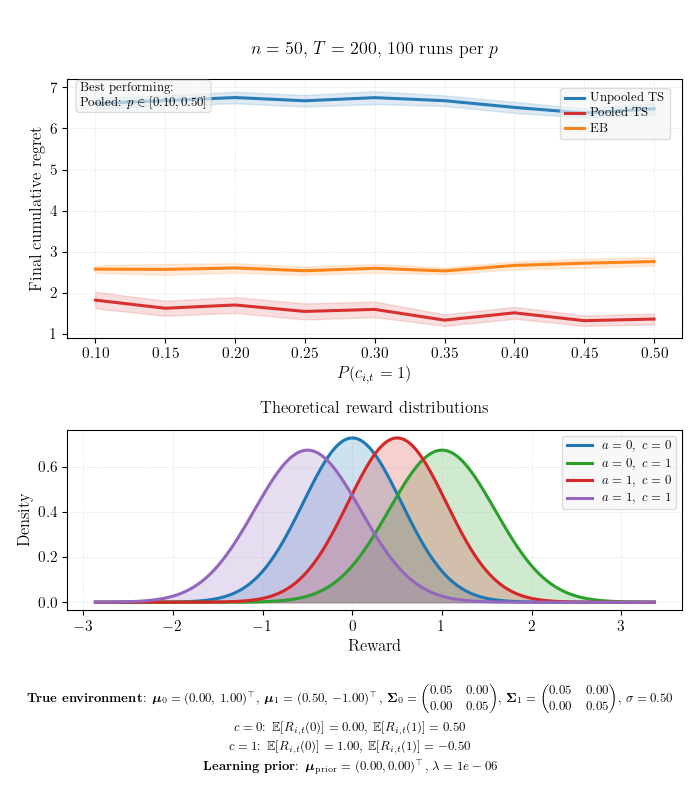 n = 50, T = 200, 100 runs per p
Best performing:
Pooled: p ∈ [0.10, 0.50]
Unpooled TS
Pooled TS
EB
Final cumulative regret
7
6
5
4
3
2
1
0.10 0.15 0.20 0.25 0.30 0.35 0.40 0.45 0.50
P(c_{i,t} = 1)
Theoretical reward distributions
a = 0, c = 0
a = 0, c = 1
a = 1, c = 0
a = 1, c = 1
Density
0.6
0.4
0.2
0.0
−3 −2 −1 0 1 2 3
Reward
True environment: μ₀ = (0.00, 1.00)^⊤, μ₁ = (0.50, −1.00)^⊤, Σ₀ = (0.05 0.00; 0.00 0.05), Σ₁ = (0.05 0.00; 0.00 0.05), σ = 0.50
c = 0: 𝔼[R_{i,t}(0)] = 0.00, 𝔼[R_{i,t}(1)] = 0.50
c = 1: 𝔼[R_{i,t}(0)] = 1.00, 𝔼[R_{i,t}(1)] = −0.50
Learning prior: μ_prior = (0.00, 0.00)^⊤, λ = 1e − 06